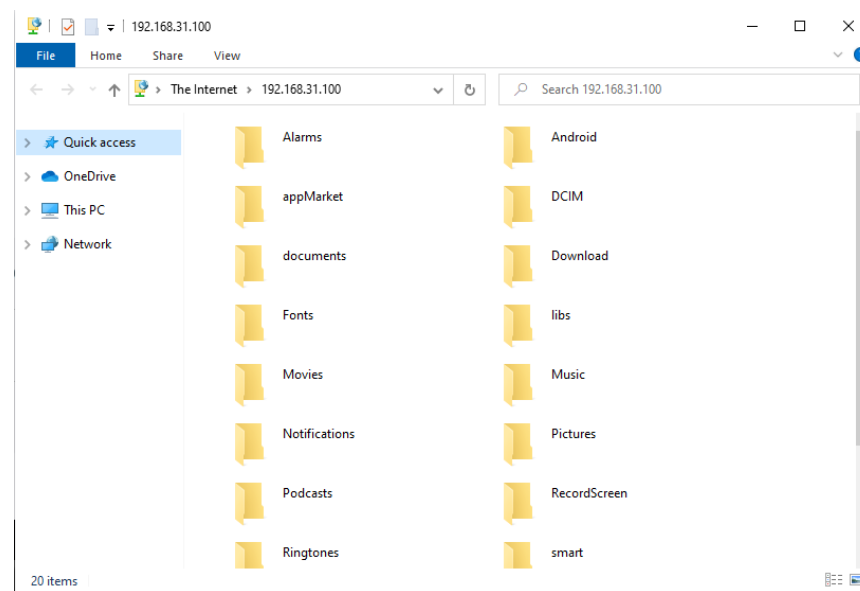 192.168.31.100
File Home Share View
The Internet 192.168.31.100 Search 192.168.31.100
Quick access
OneDrive
This PC
Network
Alarms Android
appMarket DCIM
documents Download
Fonts libs
Movies Music
Notifications Pictures
Podcasts RecordScreen
Ringtones smart
20 items